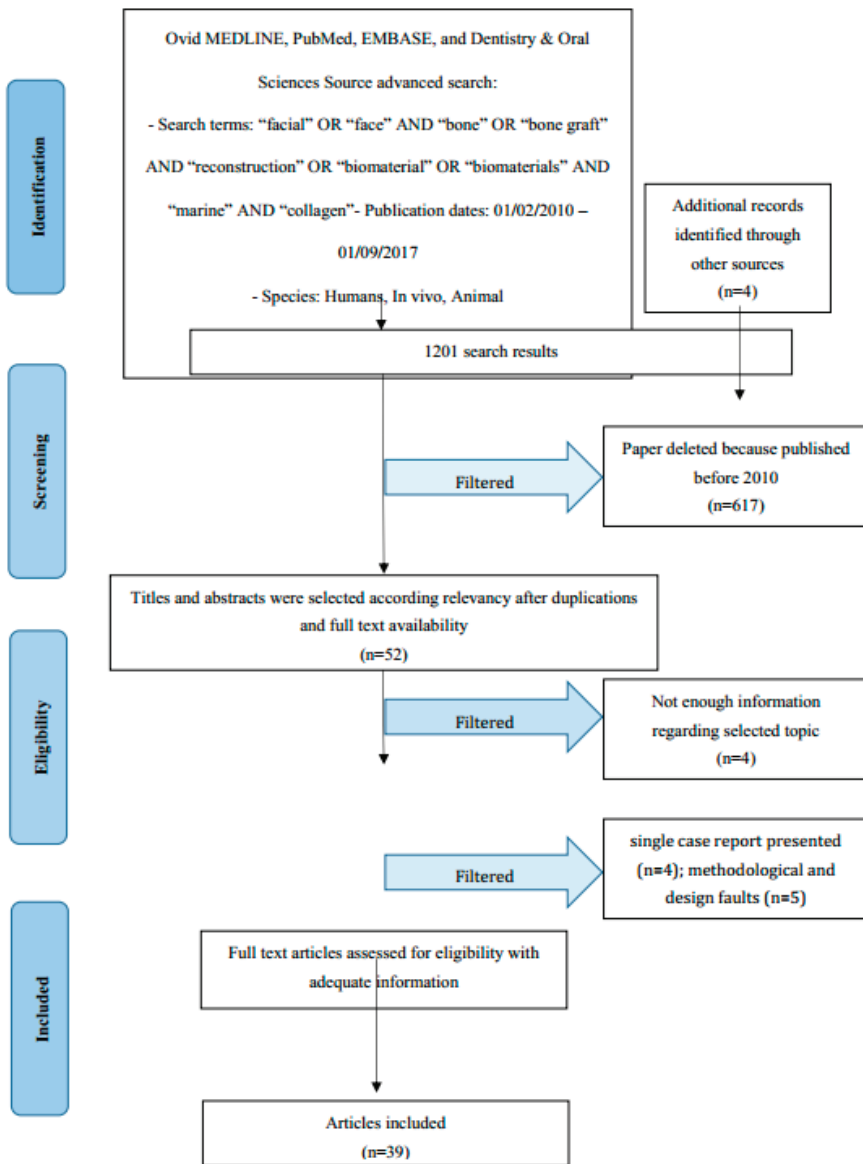 Ovid MEDLINE, PubMed, EMBASE, and Dentistry & Oral
Sciences Source advanced search:
- Search terms: “facial” OR “face” AND “bone” OR “bone graft”
AND “reconstruction” OR “biomaterial” OR “biomaterials” AND
“marine” AND “collagen”- Publication dates: 01/02/2010 –
01/09/2017
- Species: Humans, In vivo, Animal
Identification
Additional records
identified through
other sources
(n=4)
1201 search results
Screening
Filtered
Paper deleted because published
before 2010
(n=617)
Titles and abstracts were selected according relevancy after duplications
and full text availability
(n=52)
Eligibility
Filtered
Not enough information
regarding selected topic
(n=4)
Filtered
single case report presented
(n=4); methodological and
design faults (n=5)
Included
Full text articles assessed for eligibility with
adequate information
Articles included
(n=39)